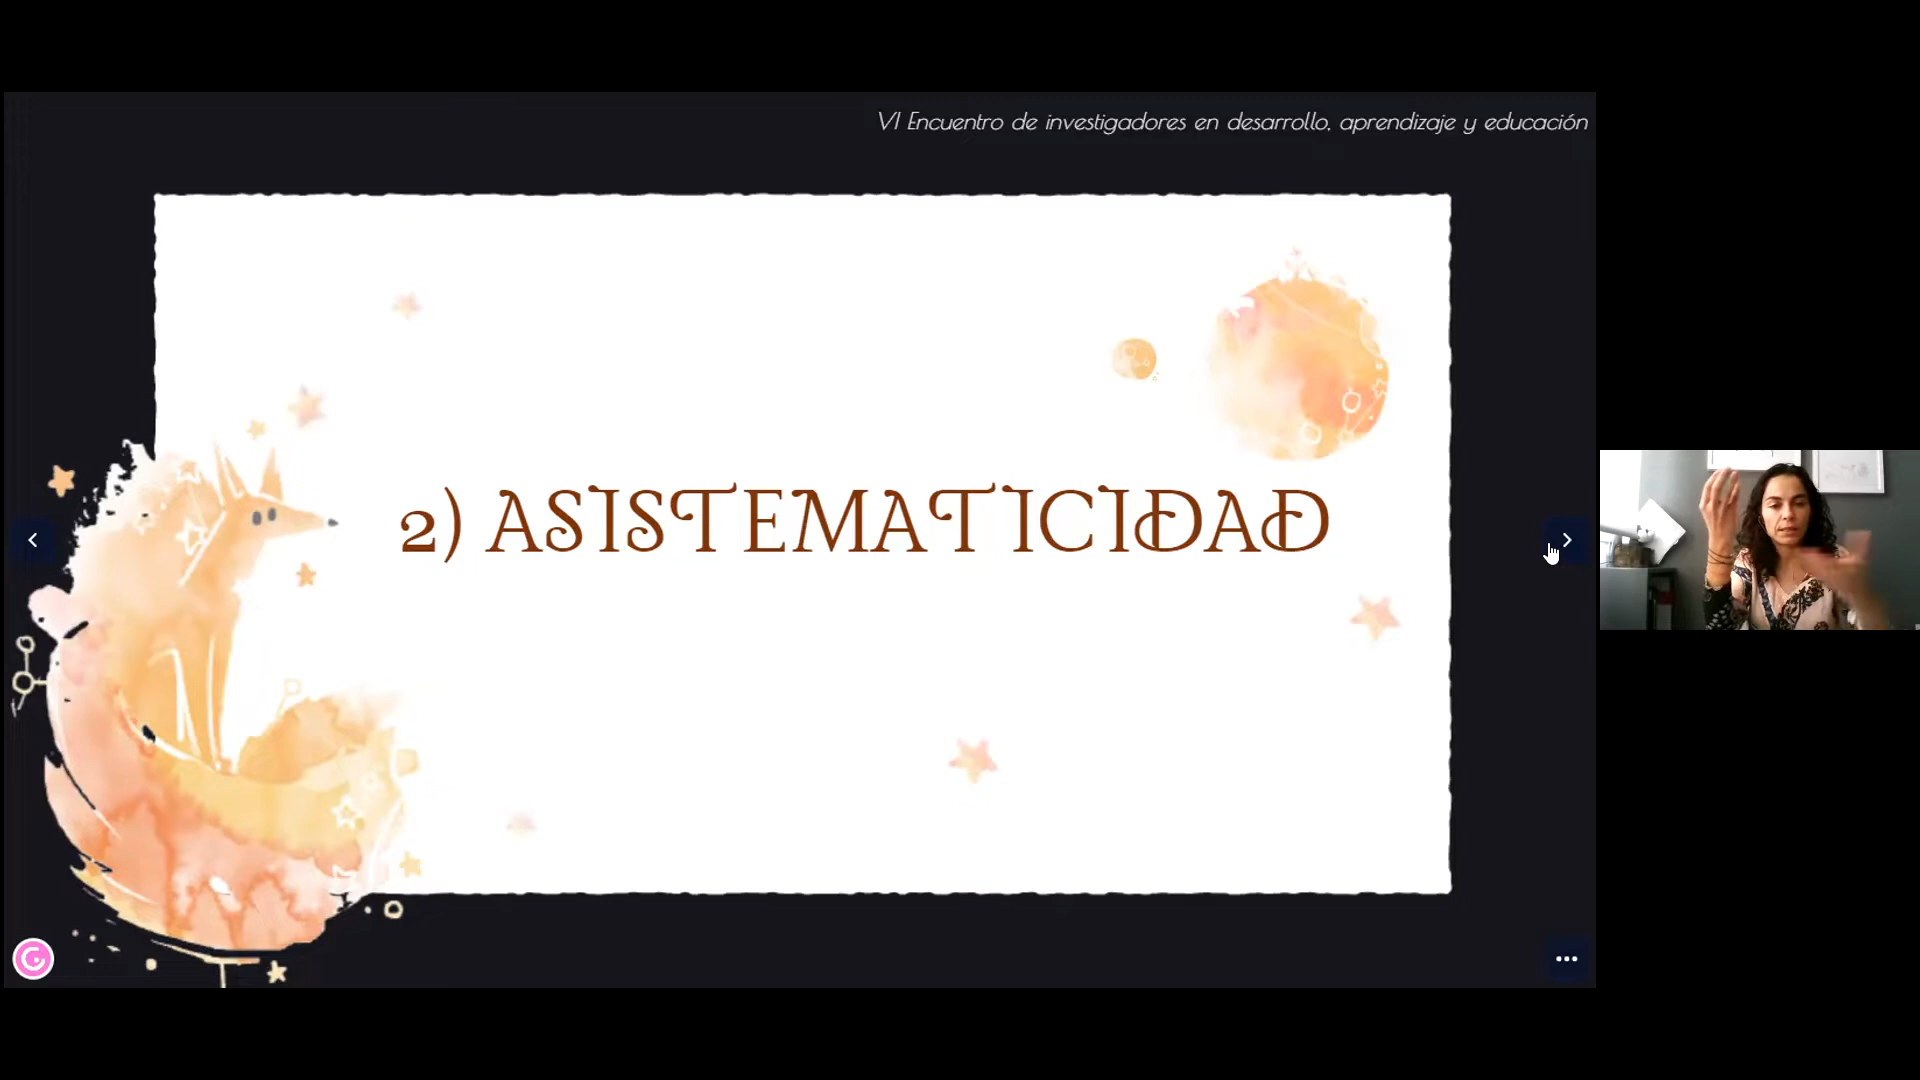 VI Encuentro de investigadores en desarrollo, aprendizaje y educación
2) ASISTEMATICIDAD